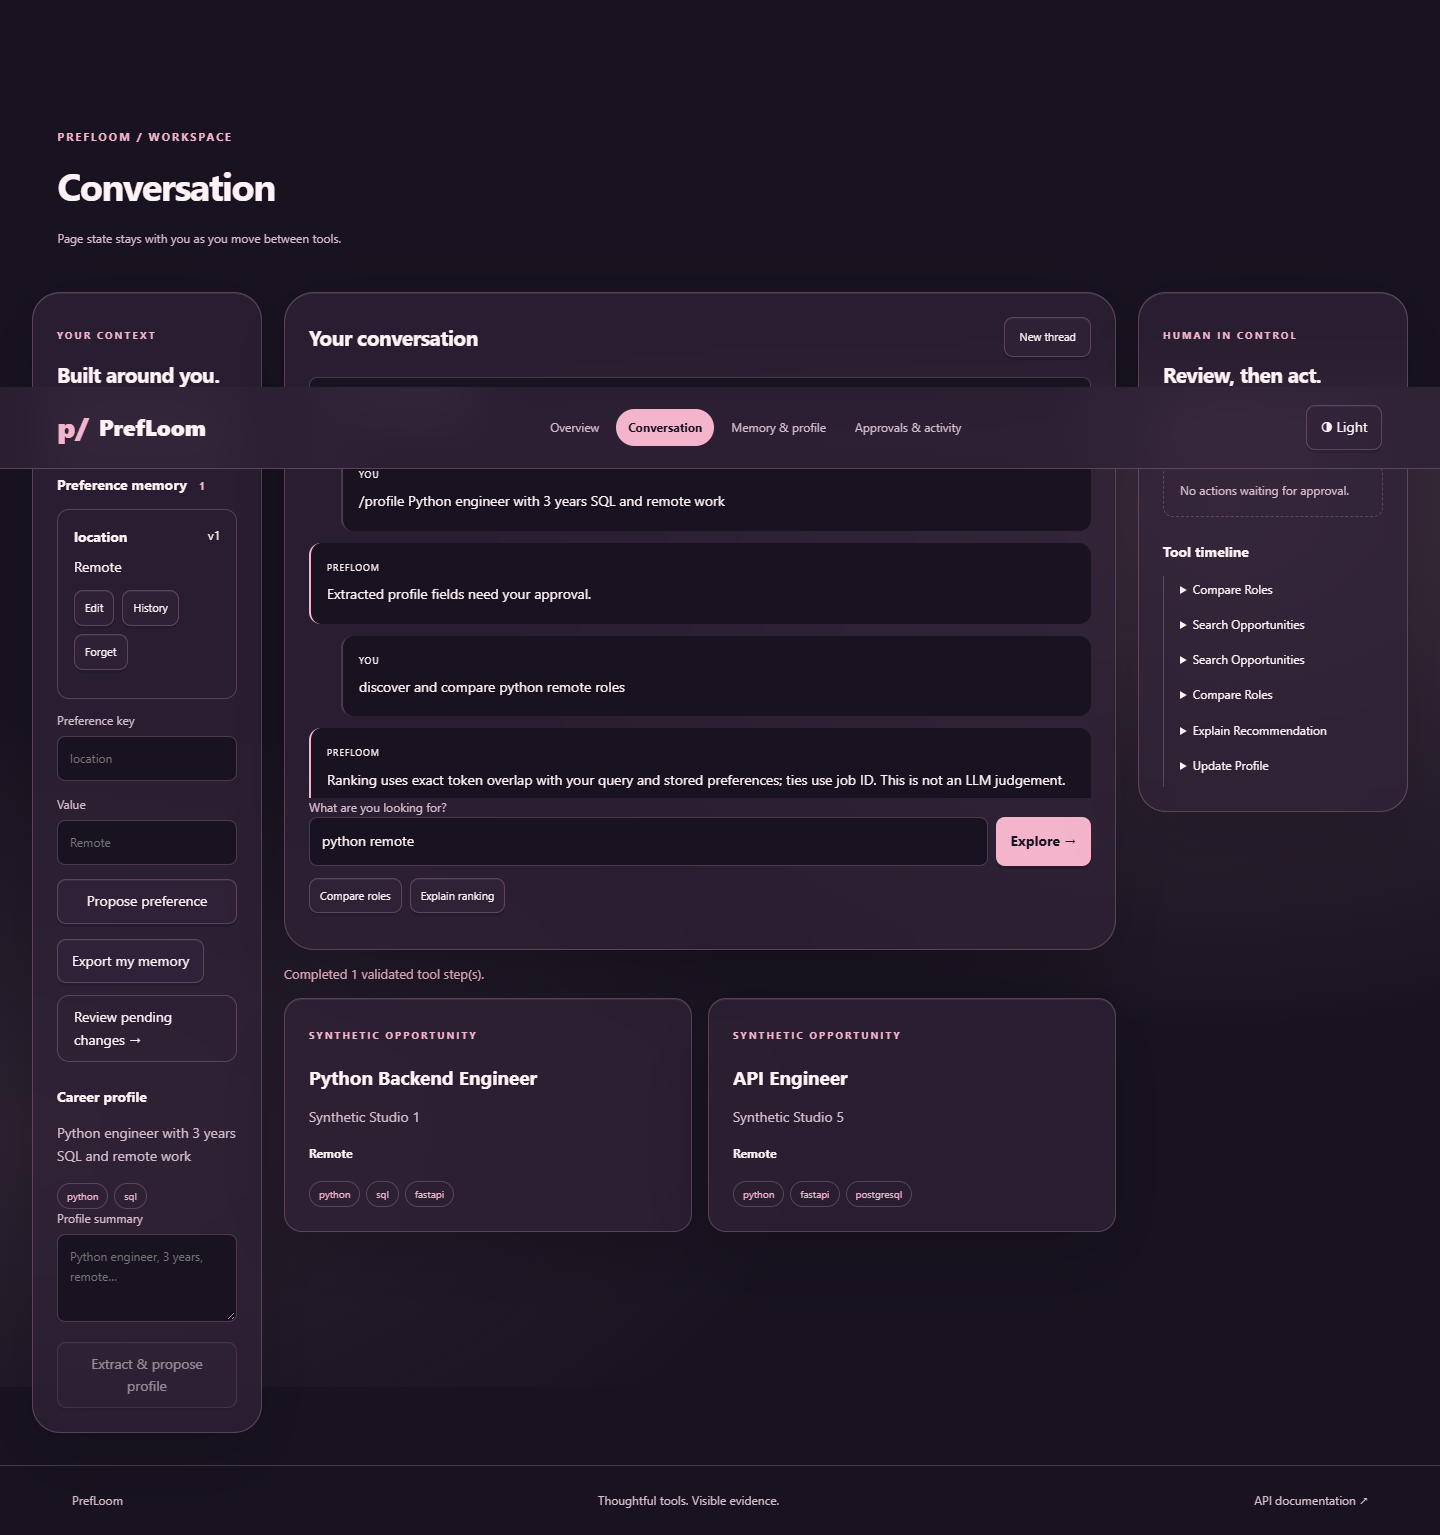 PREFLOOM / WORKSPACE
Conversation
Page state stays with you as you move between tools.
YOUR CONTEXT
Built around you.
Your conversation
New thread
HUMAN IN CONTROL
Review, then act.
p/ PrefLoom
Overview
Conversation
Memory & profile
Approvals & activity
Light
Preference memory 1
location v1
Remote
Edit
History
Forget
Preference key
location
Value
Remote
Propose preference
Export my memory
Review pending
changes →
Career profile
Python engineer with 3 years
SQL and remote work
python
sql
Profile summary
Python engineer, 3 years,
remote...
Extract & propose
profile
YOU
/profile Python engineer with 3 years SQL and remote work
PREFLOOM
Extracted profile fields need your approval.
YOU
discover and compare python remote roles
PREFLOOM
Ranking uses exact token overlap with your query and stored preferences; ties use job ID. This is not an LLM judgement.
What are you looking for?
python remote
Explore →
Compare roles
Explain ranking
Completed 1 validated tool step(s).
SYNTHETIC OPPORTUNITY
Python Backend Engineer
Synthetic Studio 1
Remote
python
sql
fastapi
SYNTHETIC OPPORTUNITY
API Engineer
Synthetic Studio 5
Remote
python
fastapi
postgresql
No actions waiting for approval.
Tool timeline
Compare Roles
Search Opportunities
Search Opportunities
Compare Roles
Explain Recommendation
Update Profile
PrefLoom
Thoughtful tools. Visible evidence.
API documentation ↗